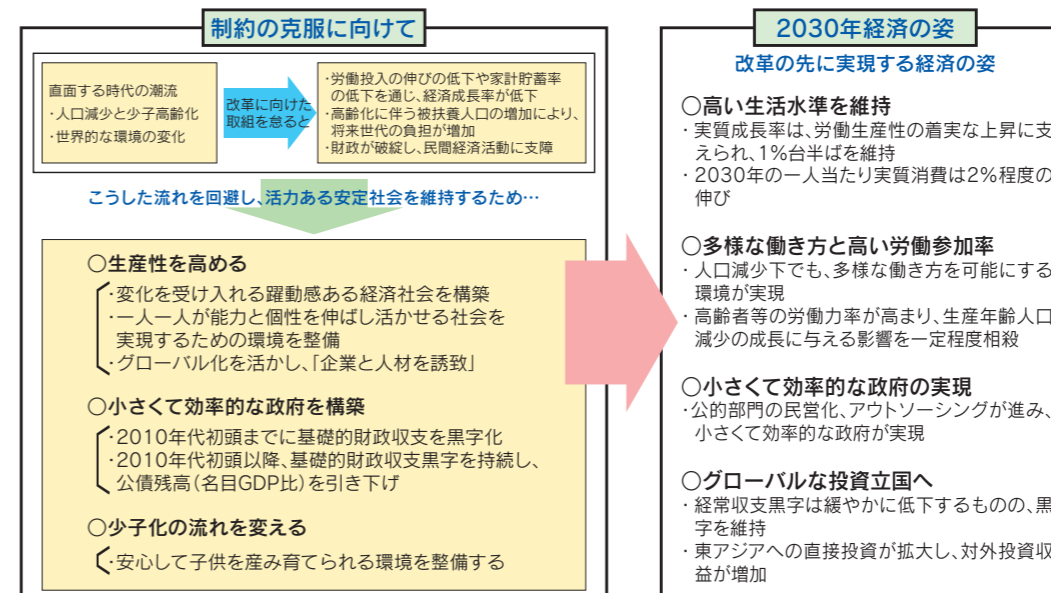 制約の克服に向けて
直面する時代の潮流
・人口減少と少子高齢化
・世界的な環境の変化
改革に向けた
取組を怠ると
・労働投入の伸びの低下や家計貯蓄率
の低下を通じ、経済成長率が低下
・高齢化に伴う被扶養人口の増加により、
将来世代の負担が増加
・財政が破綻し、民間経済活動に支障
こうした流れを回避し、活力ある安定社会を維持するため…
○生産性を高める
・変化を受け入れる躍動感ある経済社会を構築
・一人一人が能力と個性を伸ばし活かせる社会を
実現するための環境を整備
・グローバル化を活かし、「企業と人材を誘致」
○小さくて効率的な政府を構築
・2010年代初頭までに基礎的財政収支を黒字化
・2010年代初頭以降、基礎的財政収支黒字を持続し、
公債残高(名目GDP比)を引き下げ
○少子化の流れを変える
・安心して子供を産み育てられる環境を整備する
2030年経済の姿
改革の先に実現する経済の姿
○高い生活水準を維持
・実質成長率は、労働生産性の着実な上昇に支
えられ、1%台半ばを維持
・2030年の一人当たり実質消費は2%程度の
伸び
○多様な働き方と高い労働参加率
・人口減少下でも、多様な働き方を可能にする
環境が実現
・高齢者等の労働力率が高まり、生産年齢人口
減少の成長に与える影響を一定程度相殺
○小さくて効率的な政府の実現
・公的部門の民営化、アウトソーシングが進み、
小さくて効率的な政府が実現
○グローバルな投資立国へ
・経常収支黒字は緩やかに低下するものの、黒
字を維持
・東アジアへの直接投資が拡大し、対外投資収
益が増加